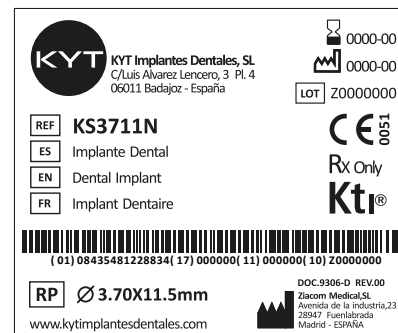 KYT
KYT Implantes Dentales, SL
C/Luis Alvarez Lencero, 3 Pl. 4
06011 Badajoz - España
0000-00
0000-00
LOT Z0000000
REF KS3711N
ES Implante Dental
EN Dental Implant
FR Implant Dentaire
CE 0051
Rx Only
Kti®
( 01) 08435481228834( 17) 000000( 11) 000000( 10) Z0000000
RP Ø 3.70X11.5mm
www.kytimplantesdentales.com
DOC.9306-D REV.00
Ziacom Medical,SL
Avenida de la industria,23
28947 Fuenlabrada
Madrid - ESPAÑA